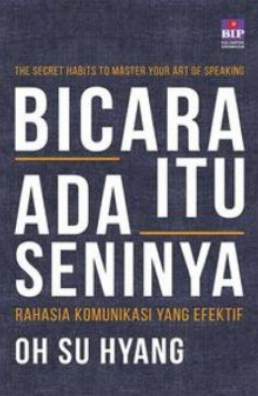 BIP
THE SECRET HABITS TO MASTER YOUR ART OF SPEAKING
BICARA
ITU
ADA
SENINYA
RAHASIA KOMUNIKASI YANG EFEKTIF
OH SU HYANG